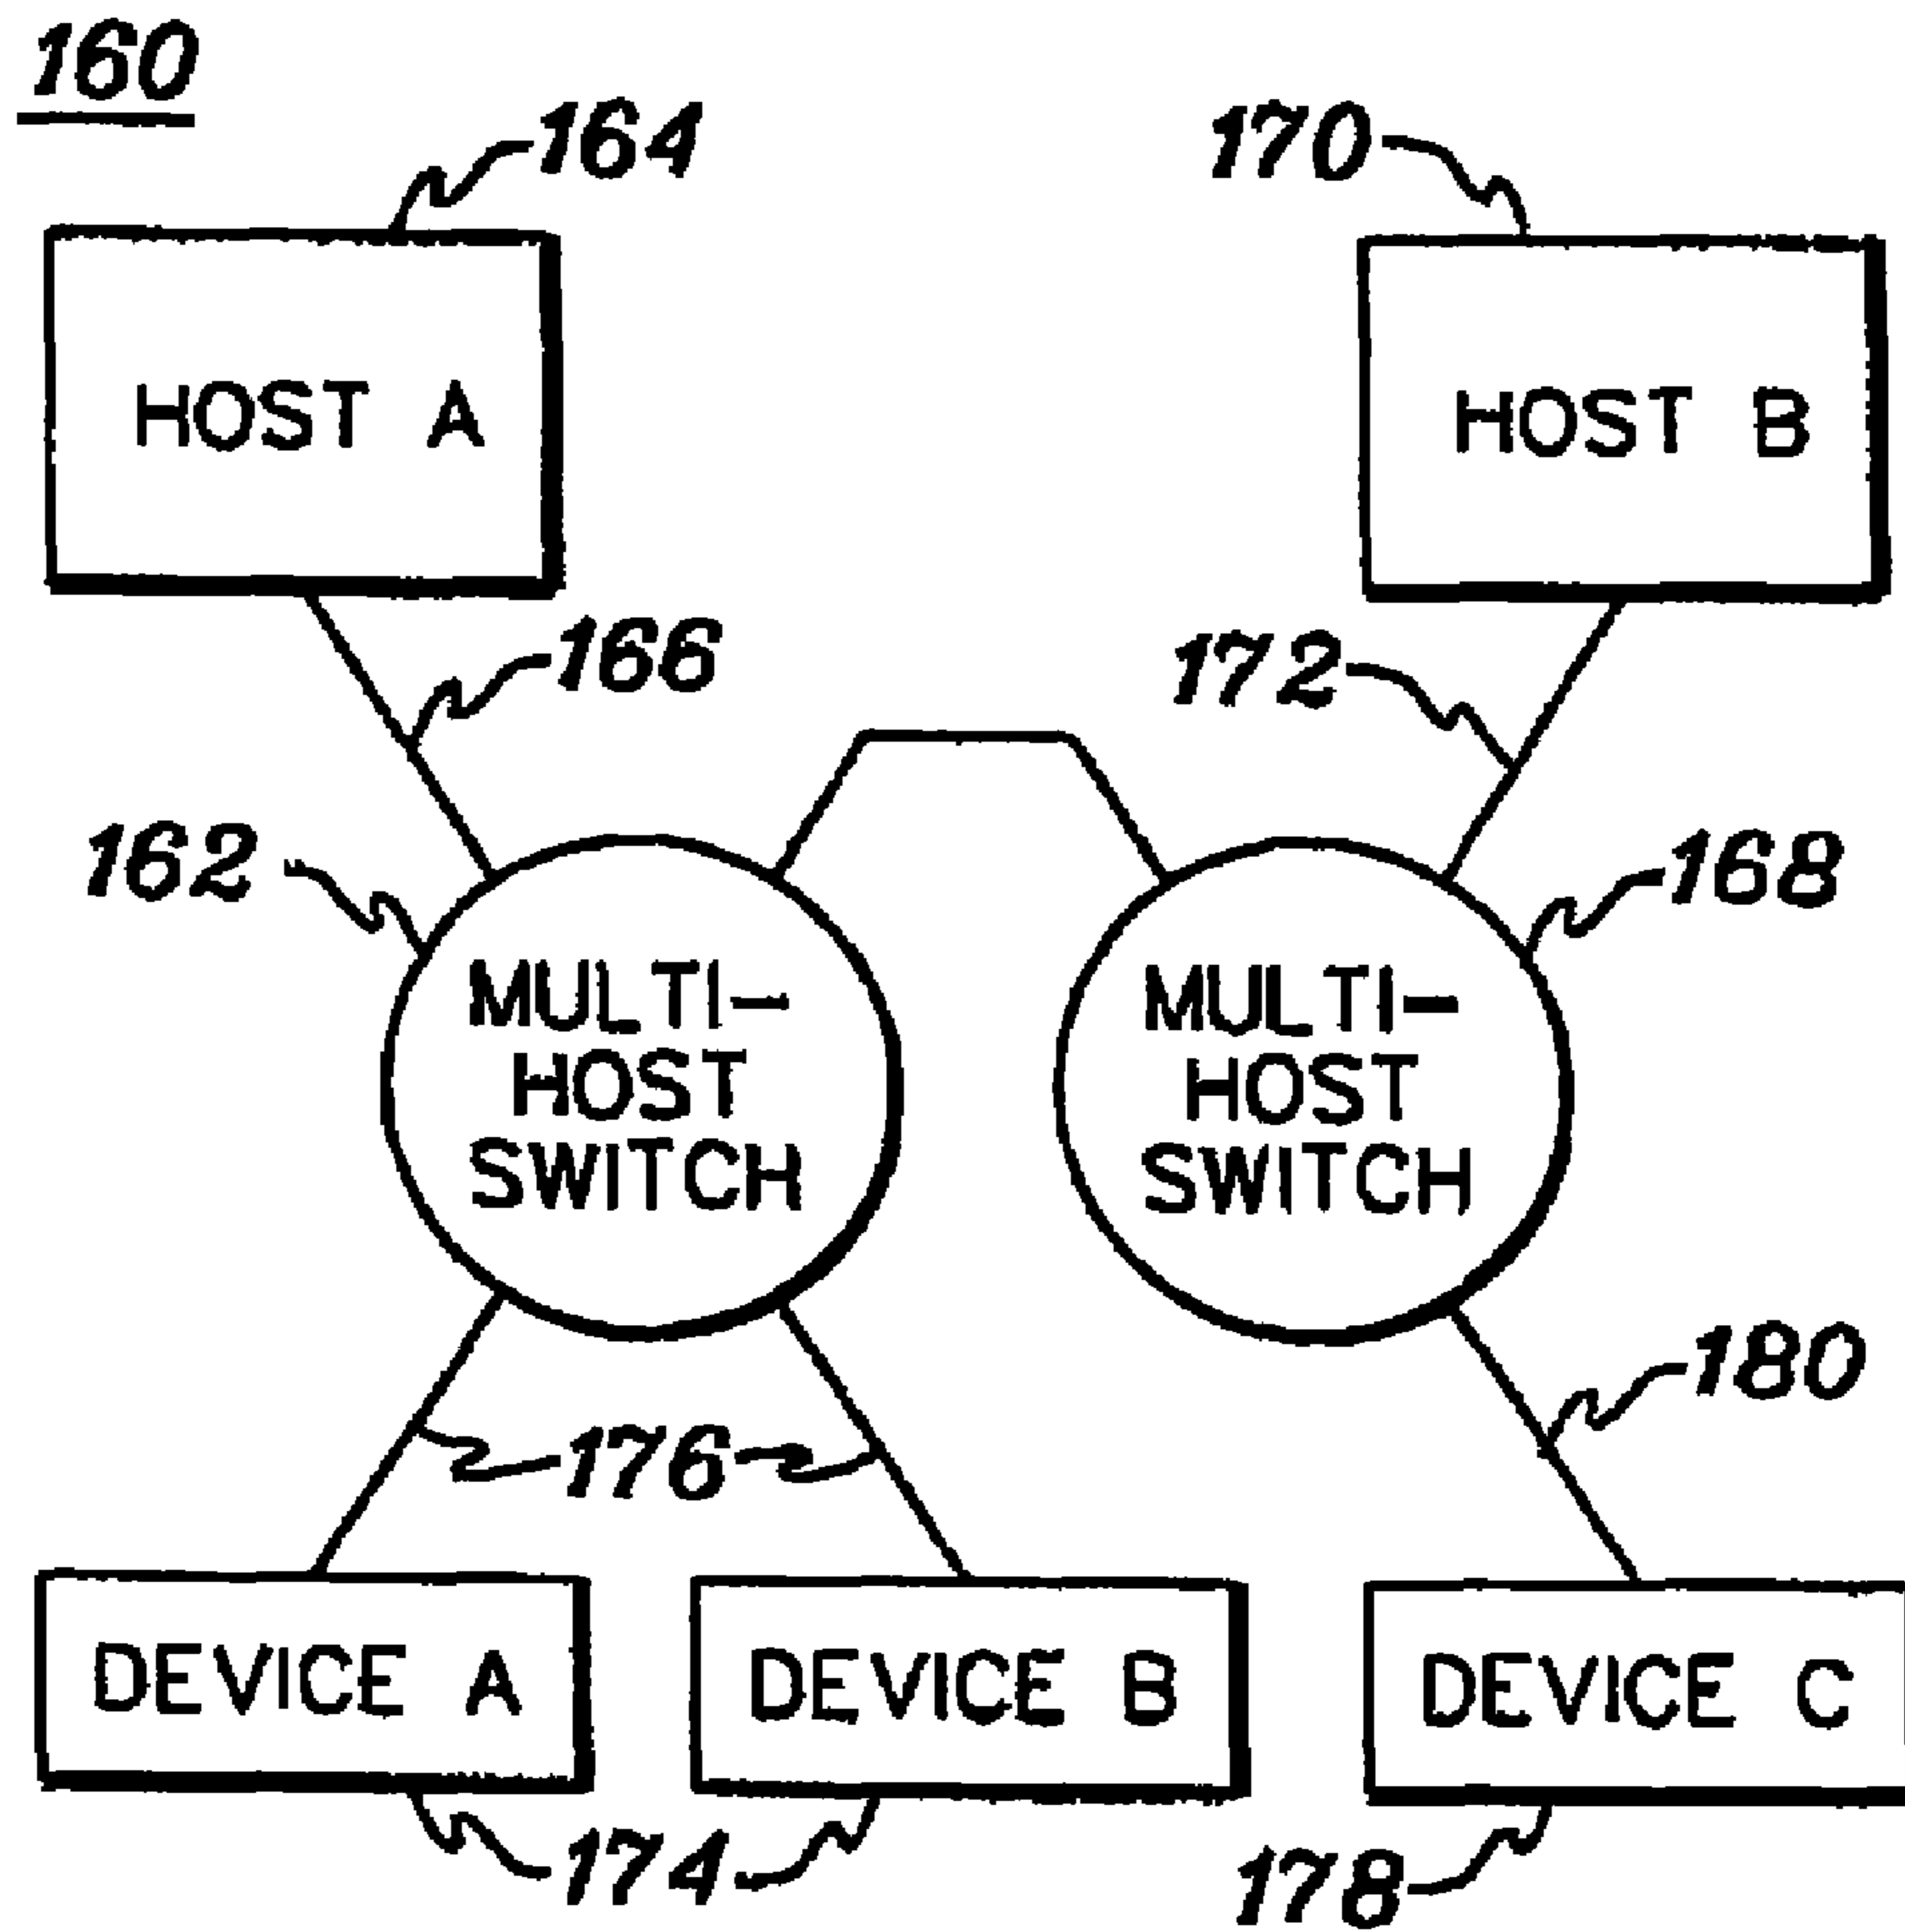 160
164
170
HOST A
HOST B
166
172
162
168
MULTI-
HOST
SWITCH
MULTI-
HOST
SWITCH
180
176
DEVICE A
DEVICE B
DEVICE C
174
178